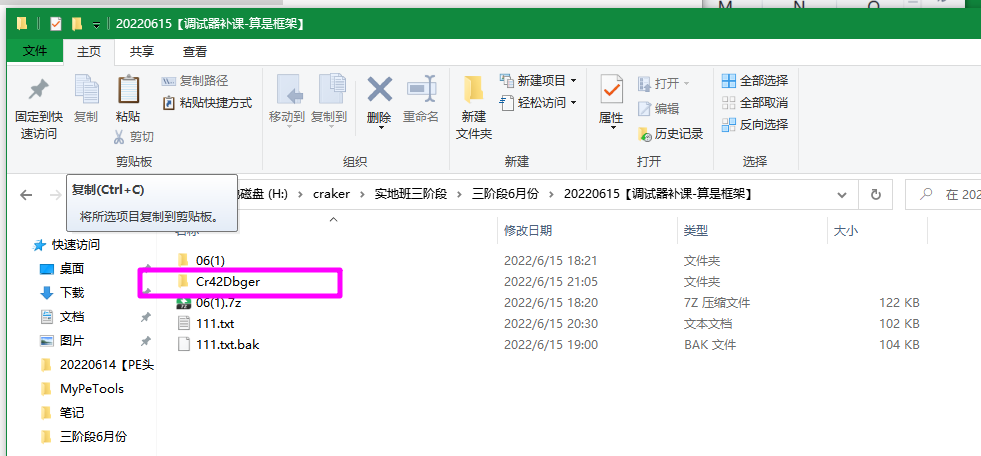 M N O
20220615【调试器补课-算是框架】
文件 主页 共享 查看
固定到快速访问
复制
粘贴
复制路径
粘贴快捷方式
剪切
剪贴板
移动到 复制到 删除 重命名
组织
新建文件夹
新建项目
轻松访问
新建
属性
打开
编辑
历史记录
打开
全部选择
全部取消
反向选择
选择
复制(Ctrl+C)
将所选项目复制到剪贴板。
磁盘 (H:) › craker › 实地班三阶段 › 三阶段6月份 › 20220615【调试器补课-算是框架】
在 202
名称 修改日期 类型 大小
快速访问
桌面
下载
文档
图片
20220614【PE头
MyPeTools
笔记
三阶段6月份
06(1) 2022/6/15 18:21 文件夹
Cr42Dbger 2022/6/15 21:05 文件夹
06(1).7z 2022/6/15 18:20 7Z 压缩文件 122 KB
111.txt 2022/6/15 20:30 文本文档 102 KB
111.txt.bak 2022/6/15 19:00 BAK 文件 104 KB